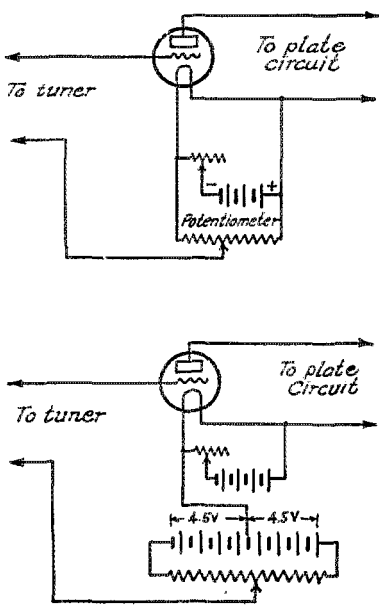 To plate
circuit
To tuner
- +
Potentiometer
To plate
Circuit
To tuner
4.5V 4.5V